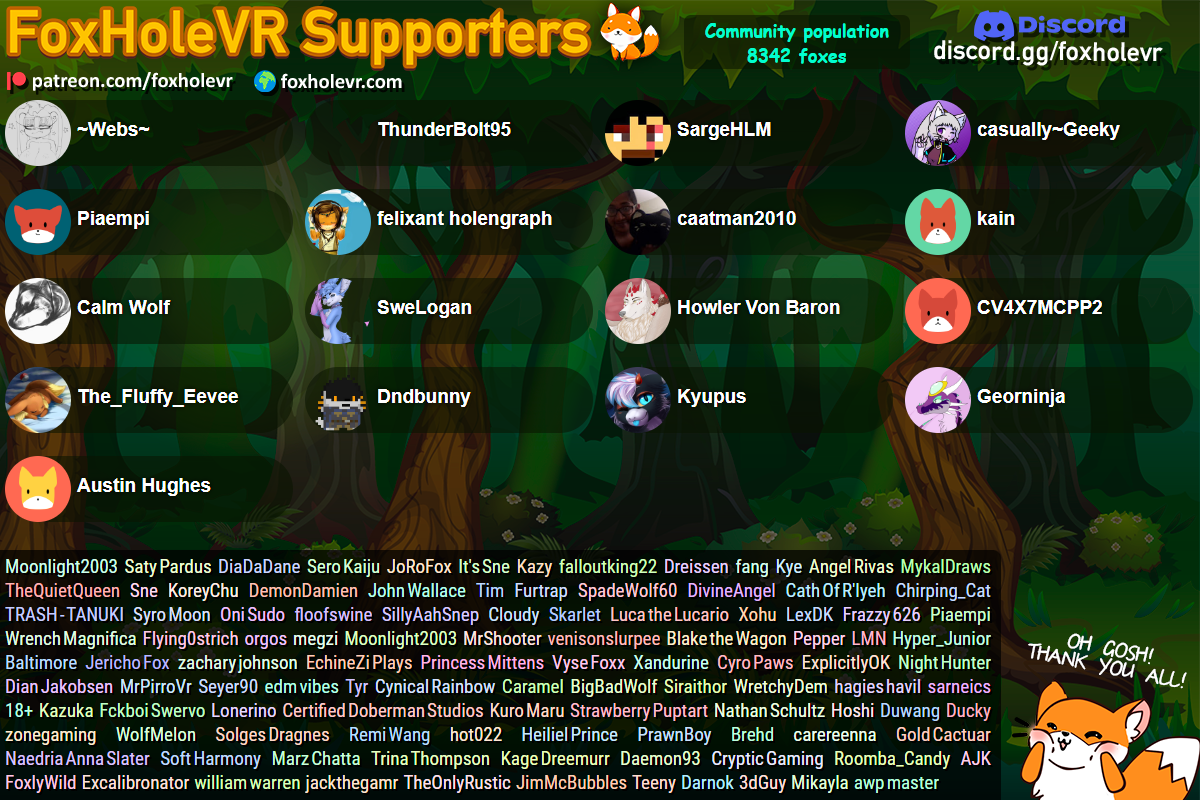 FoxHoleVR Supporters
Community population
8342 foxes
Discord
discord.gg/foxholevr
patreon.com/foxholevr
foxholevr.com
~Webs~
ThunderBolt95
SargeHLM
casually~Geeky
Piaempi
felixant holengraph
caatman2010
kain
Calm Wolf
SweLogan
Howler Von Baron
CV4X7MCPP2
The_Fluffy_Eevee
Dndbunny
Kyupus
Georninja
Austin Hughes
Moonlight2003 Saty Pardus DiaDaDane Sero Kaiju JoRoFox It's Sne Kazy falloutking22 Dreissen fang Kye Angel Rivas MykalDraws
TheQuietQueen Sne KoreyChu DemonDamien John Wallace Tim Furtrap SpadeWolf60 DivineAngel Cath Of R'lyeh Chirping_Cat
TRASH-TANUKI Syro Moon Oni Sudo floofswine SillyAahSnep Cloudy Skarlet Luca the Lucario Xohu LexDK Frazzy 626 Piaempi
Wrench Magnifica Flying0strich orgos megzi Moonlight2003 MrShooter venisonslurpee Blake the Wagon Pepper LMN Hyper_Junior
Baltimore Jericho Fox zachary johnson EchineZi Plays Princess Mittens Vyse Foxx Xandurine Cyro Paws ExplicitlyOK Night Hunter
Dian Jakobsen MrPirroVr Seyer90 edm vibes Tyr Cynical Rainbow Caramel BigBadWolf Siraithor WretchyDem hagies havil sarneics
18+ Kazuka Fckboi Swervo Lonerino Certified Doberman Studios Kuro Maru Strawberry Puptart Nathan Schultz Hoshi Duwang Ducky
zonegaming WolfMelon Solges Dragnes Remi Wang hot022 Heiliel Prince PrawnBoy Brehd carereenna Gold Cactuar
Naedria Anna Slater Soft Harmony Marz Chatta Trina Thompson Kage Dreemurr Daemon93 Cryptic Gaming Roomba_Candy AJK
FoxlyWild Excalibronator william warren jackthegamr TheOnlyRustic JimMcBubbles Teeny Darnok 3dGuy Mikayla awp master
OH GOSH!
THANK YOU ALL!